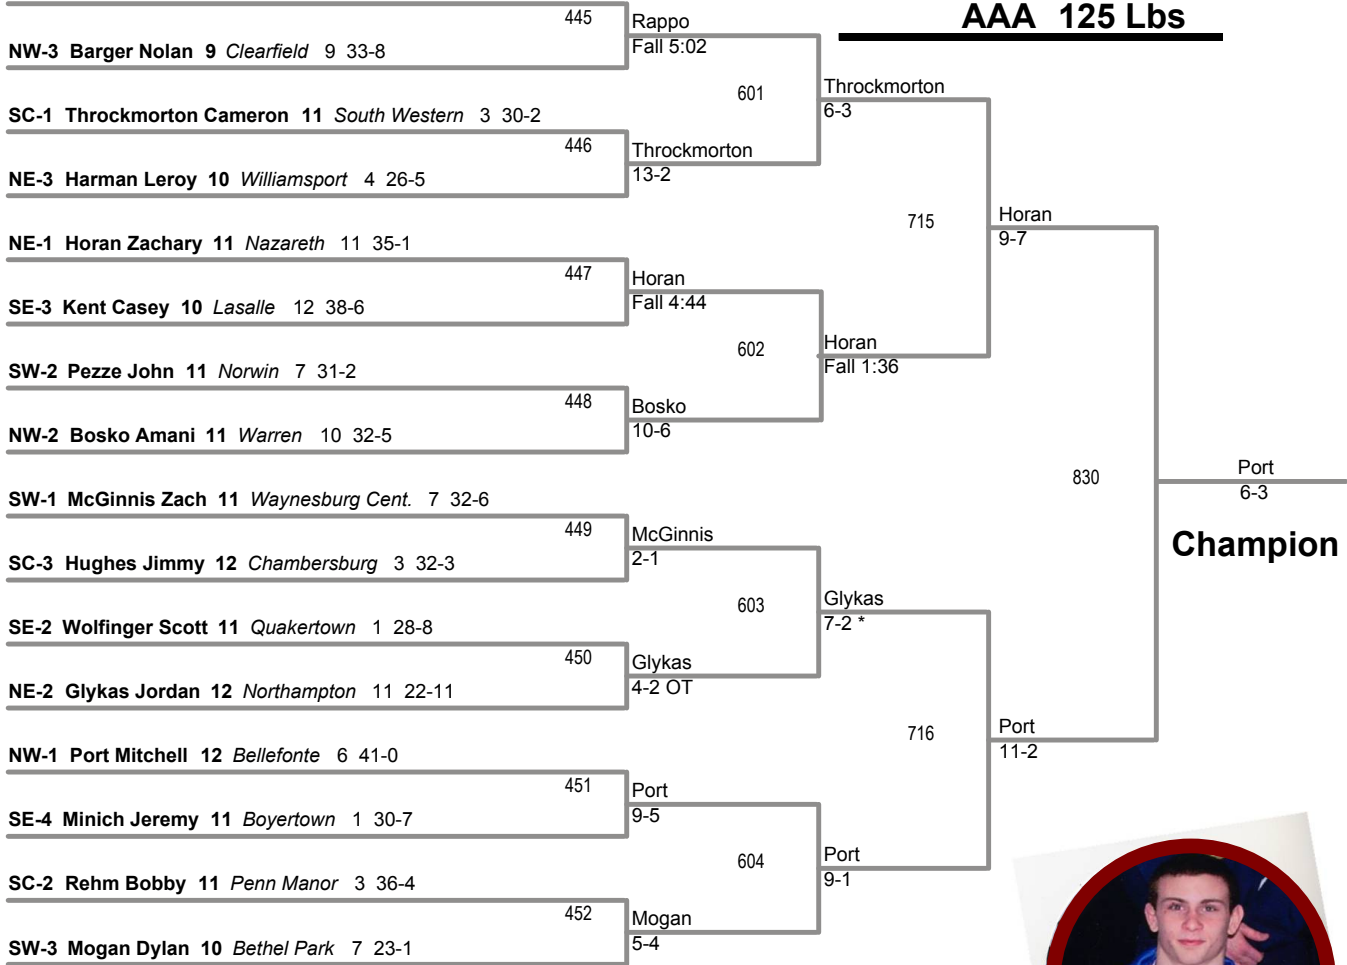 AAA 125 Lbs
445
Rappo
Fall 5:02
NW-3 Barger Nolan 9 Clearfield 9 33-8
601
Throckmorton
6-3
SC-1 Throckmorton Cameron 11 South Western 3 30-2
446
Throckmorton
13-2
NE-3 Harman Leroy 10 Williamsport 4 26-5
715
Horan
9-7
NE-1 Horan Zachary 11 Nazareth 11 35-1
447
Horan
Fall 4:44
SE-3 Kent Casey 10 Lasalle 12 38-6
602
Horan
Fall 1:36
SW-2 Pezze John 11 Norwin 7 31-2
448
Bosko
10-6
NW-2 Bosko Amani 11 Warren 10 32-5
830
Port
6-3
Champion
SW-1 McGinnis Zach 11 Waynesburg Cent. 7 32-6
449
McGinnis
2-1
SC-3 Hughes Jimmy 12 Chambersburg 3 32-3
603
Glykas
7-2 *
SE-2 Wolfinger Scott 11 Quakertown 1 28-8
450
Glykas
4-2 OT
NE-2 Glykas Jordan 12 Northampton 11 22-11
716
Port
11-2
NW-1 Port Mitchell 12 Bellefonte 6 41-0
451
Port
9-5
SE-4 Minich Jeremy 11 Boyertown 1 30-7
604
Port
9-1
SC-2 Rehm Bobby 11 Penn Manor 3 36-4
452
Mogan
5-4
SW-3 Mogan Dylan 10 Bethel Park 7 23-1